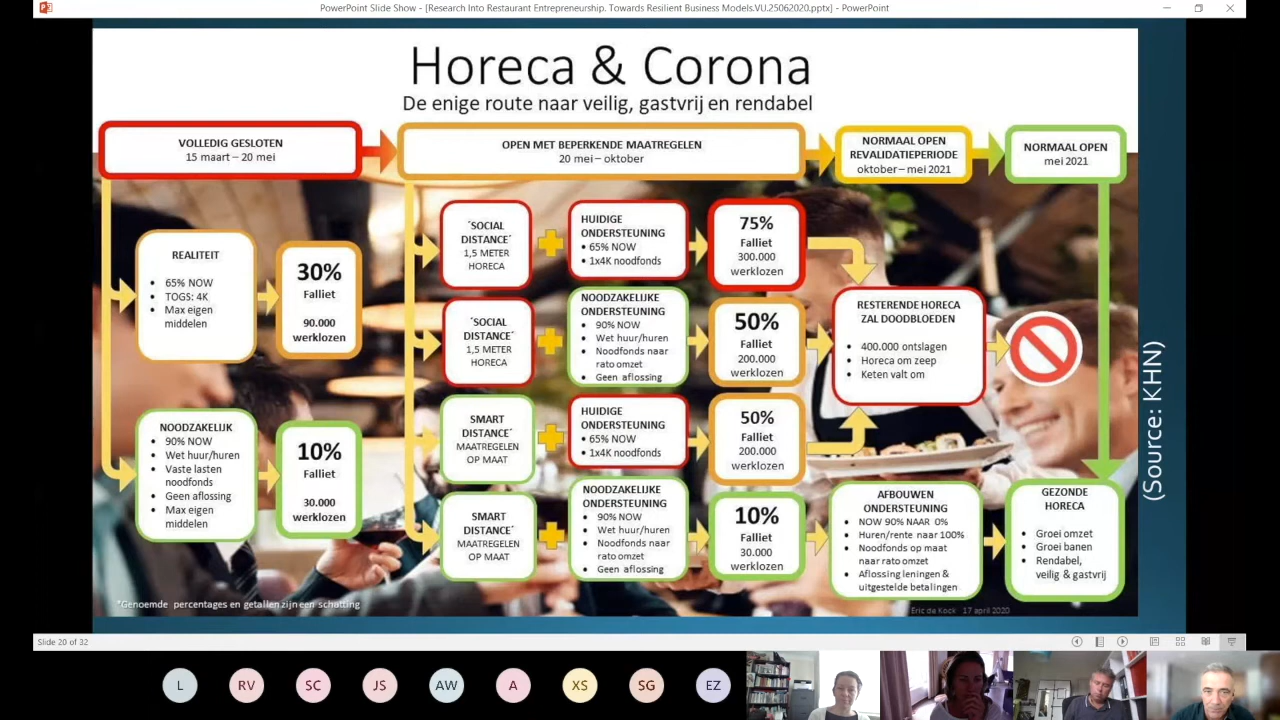 PowerPoint Slide Show - [Research Into Restaurant Entrepreneurship. Towards Resilient Business Models.VU.25062020.pptx] - PowerPoint
Horeca & Corona
De enige route naar veilig, gastvrij en rendabel
VOLLEDIG GESLOTEN
15 maart – 20 mei
OPEN MET BEPERKENDE MAATREGELEN
20 mei – oktober
NORMAAL OPEN
REVALIDATIEPERIODE
oktober – mei 2021
NORMAAL OPEN
mei 2021
REALITEIT
• 65% NOW
• TOGS: 4K
• Max eigen
middelen
30%
Falliet
90.000
werklozen
NOODZAKELIJK
• 90% NOW
• Wet huur/huren
• Vaste lasten
noodfonds
• Geen aflossing
• Max eigen
middelen
10%
Falliet
30.000
werklozen
´SOCIAL
DISTANCE´
1,5 METER
HORECA
HUIDIGE
ONDERSTEUNING
• 65% NOW
• 1x4K noodfonds
75%
Falliet
300.000
werklozen
´SOCIAL
DISTANCE´
1,5 METER
HORECA
NOODZAKELIJKE
ONDERSTEUNING
• 90% NOW
• Wet huur/huren
• Noodfonds naar
rato omzet
• Geen aflossing
50%
Falliet
200.000
werklozen
SMART
DISTANCE´
MAATREGELEN
OP MAAT
HUIDIGE
ONDERSTEUNING
• 65% NOW
• 1x4K noodfonds
50%
Falliet
200.000
werklozen
SMART
DISTANCE´
MAATREGELEN
OP MAAT
NOODZAKELIJKE
ONDERSTEUNING
• 90% NOW
• Wet huur/huren
• Noodfonds naar
rato omzet
• Geen aflossing
10%
Falliet
30.000
werklozen
RESTERENDE HORECA
ZAL DOODBLOEDEN
• 400.000 ontslagen
• Horeca om zeep
• Keten valt om
AFBOUWEN
ONDERSTEUNING
• NOW 90% NAAR 0%
• Huren/rente naar 100%
• Noodfonds op maat
naar rato omzet
• Aflossing leningen &
uitgestelde betalingen
GEZONDE
HORECA
• Groei omzet
• Groei banen
• Rendabel,
veilig & gastvrij
(Source: KHN)
*Genoemde percentages en getallen zijn een schatting
Eric de Kock 17 april 2020
Slide 20 of 32
L
RV
SC
JS
AW
A
XS
SG
EZ